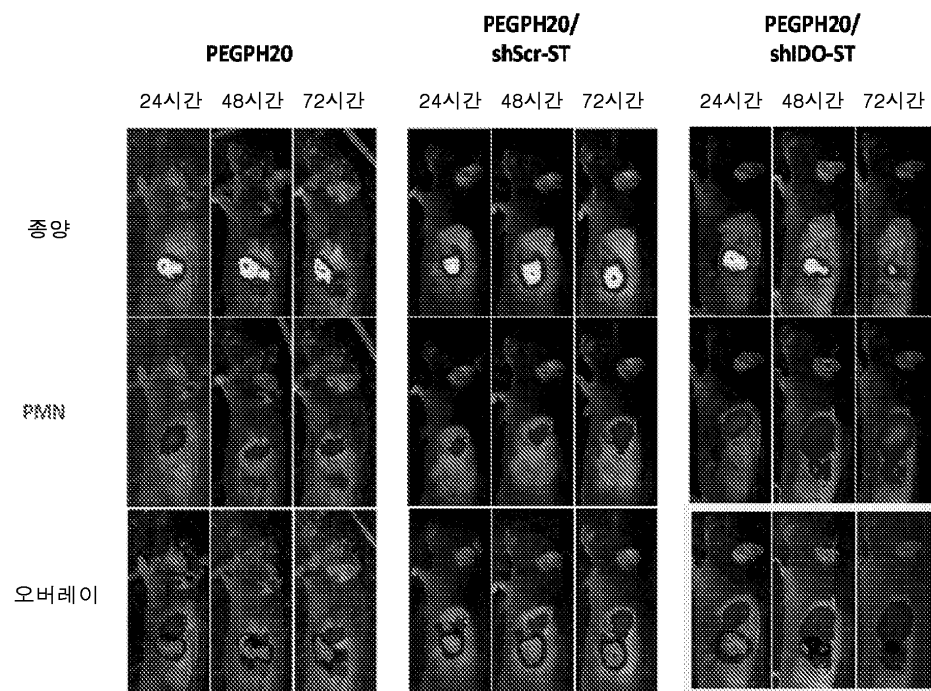 PEGPH20
PEGPH20/
shScr-ST
PEGPH20/
shIDO-ST
24시간 48시간 72시간
24시간 48시간 72시간
24시간 48시간 72시간
종양
PMN
오버레이